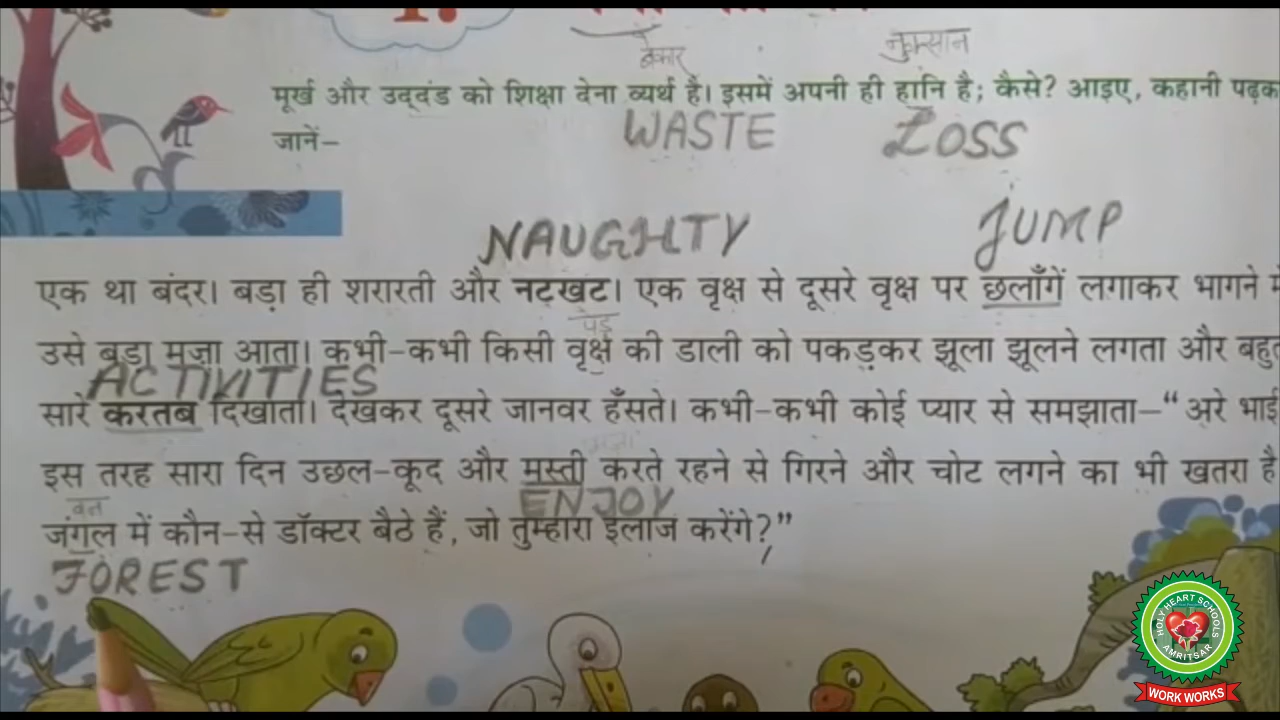 1.
बेकार नुकसान
मूर्ख और उद्दंड को शिक्षा देना व्यर्थ है। इसमें अपनी ही हानि है; कैसे? आइए, कहानी पढ़क
WASTE LOSS
जानें–
NAUGHTY JUMP
एक था बंदर। बड़ा ही शरारती और नटखट। एक वृक्ष से दूसरे वृक्ष पर छलाँगें लगाकर भागने में
पेड़
उसे बड़ा मज़ा आता। कभी-कभी किसी वृक्ष की डाली को पकड़कर झूला झूलने लगता और बहुत
ACTIVITIES
सारे करतब दिखाता। देखकर दूसरे जानवर हँसते। कभी-कभी कोई प्यार से समझाता–“अरे भाई
इस तरह सारा दिन उछल-कूद और मस्ती करते रहने से गिरने और चोट लगने का भी खतरा है
वन ENJOY
जंगल में कौन-से डॉक्टर बैठे हैं, जो तुम्हारा इलाज करेंगे?”
FOREST
HOLY HEART SCHOOLS
AMRITSAR
WORK WORKS